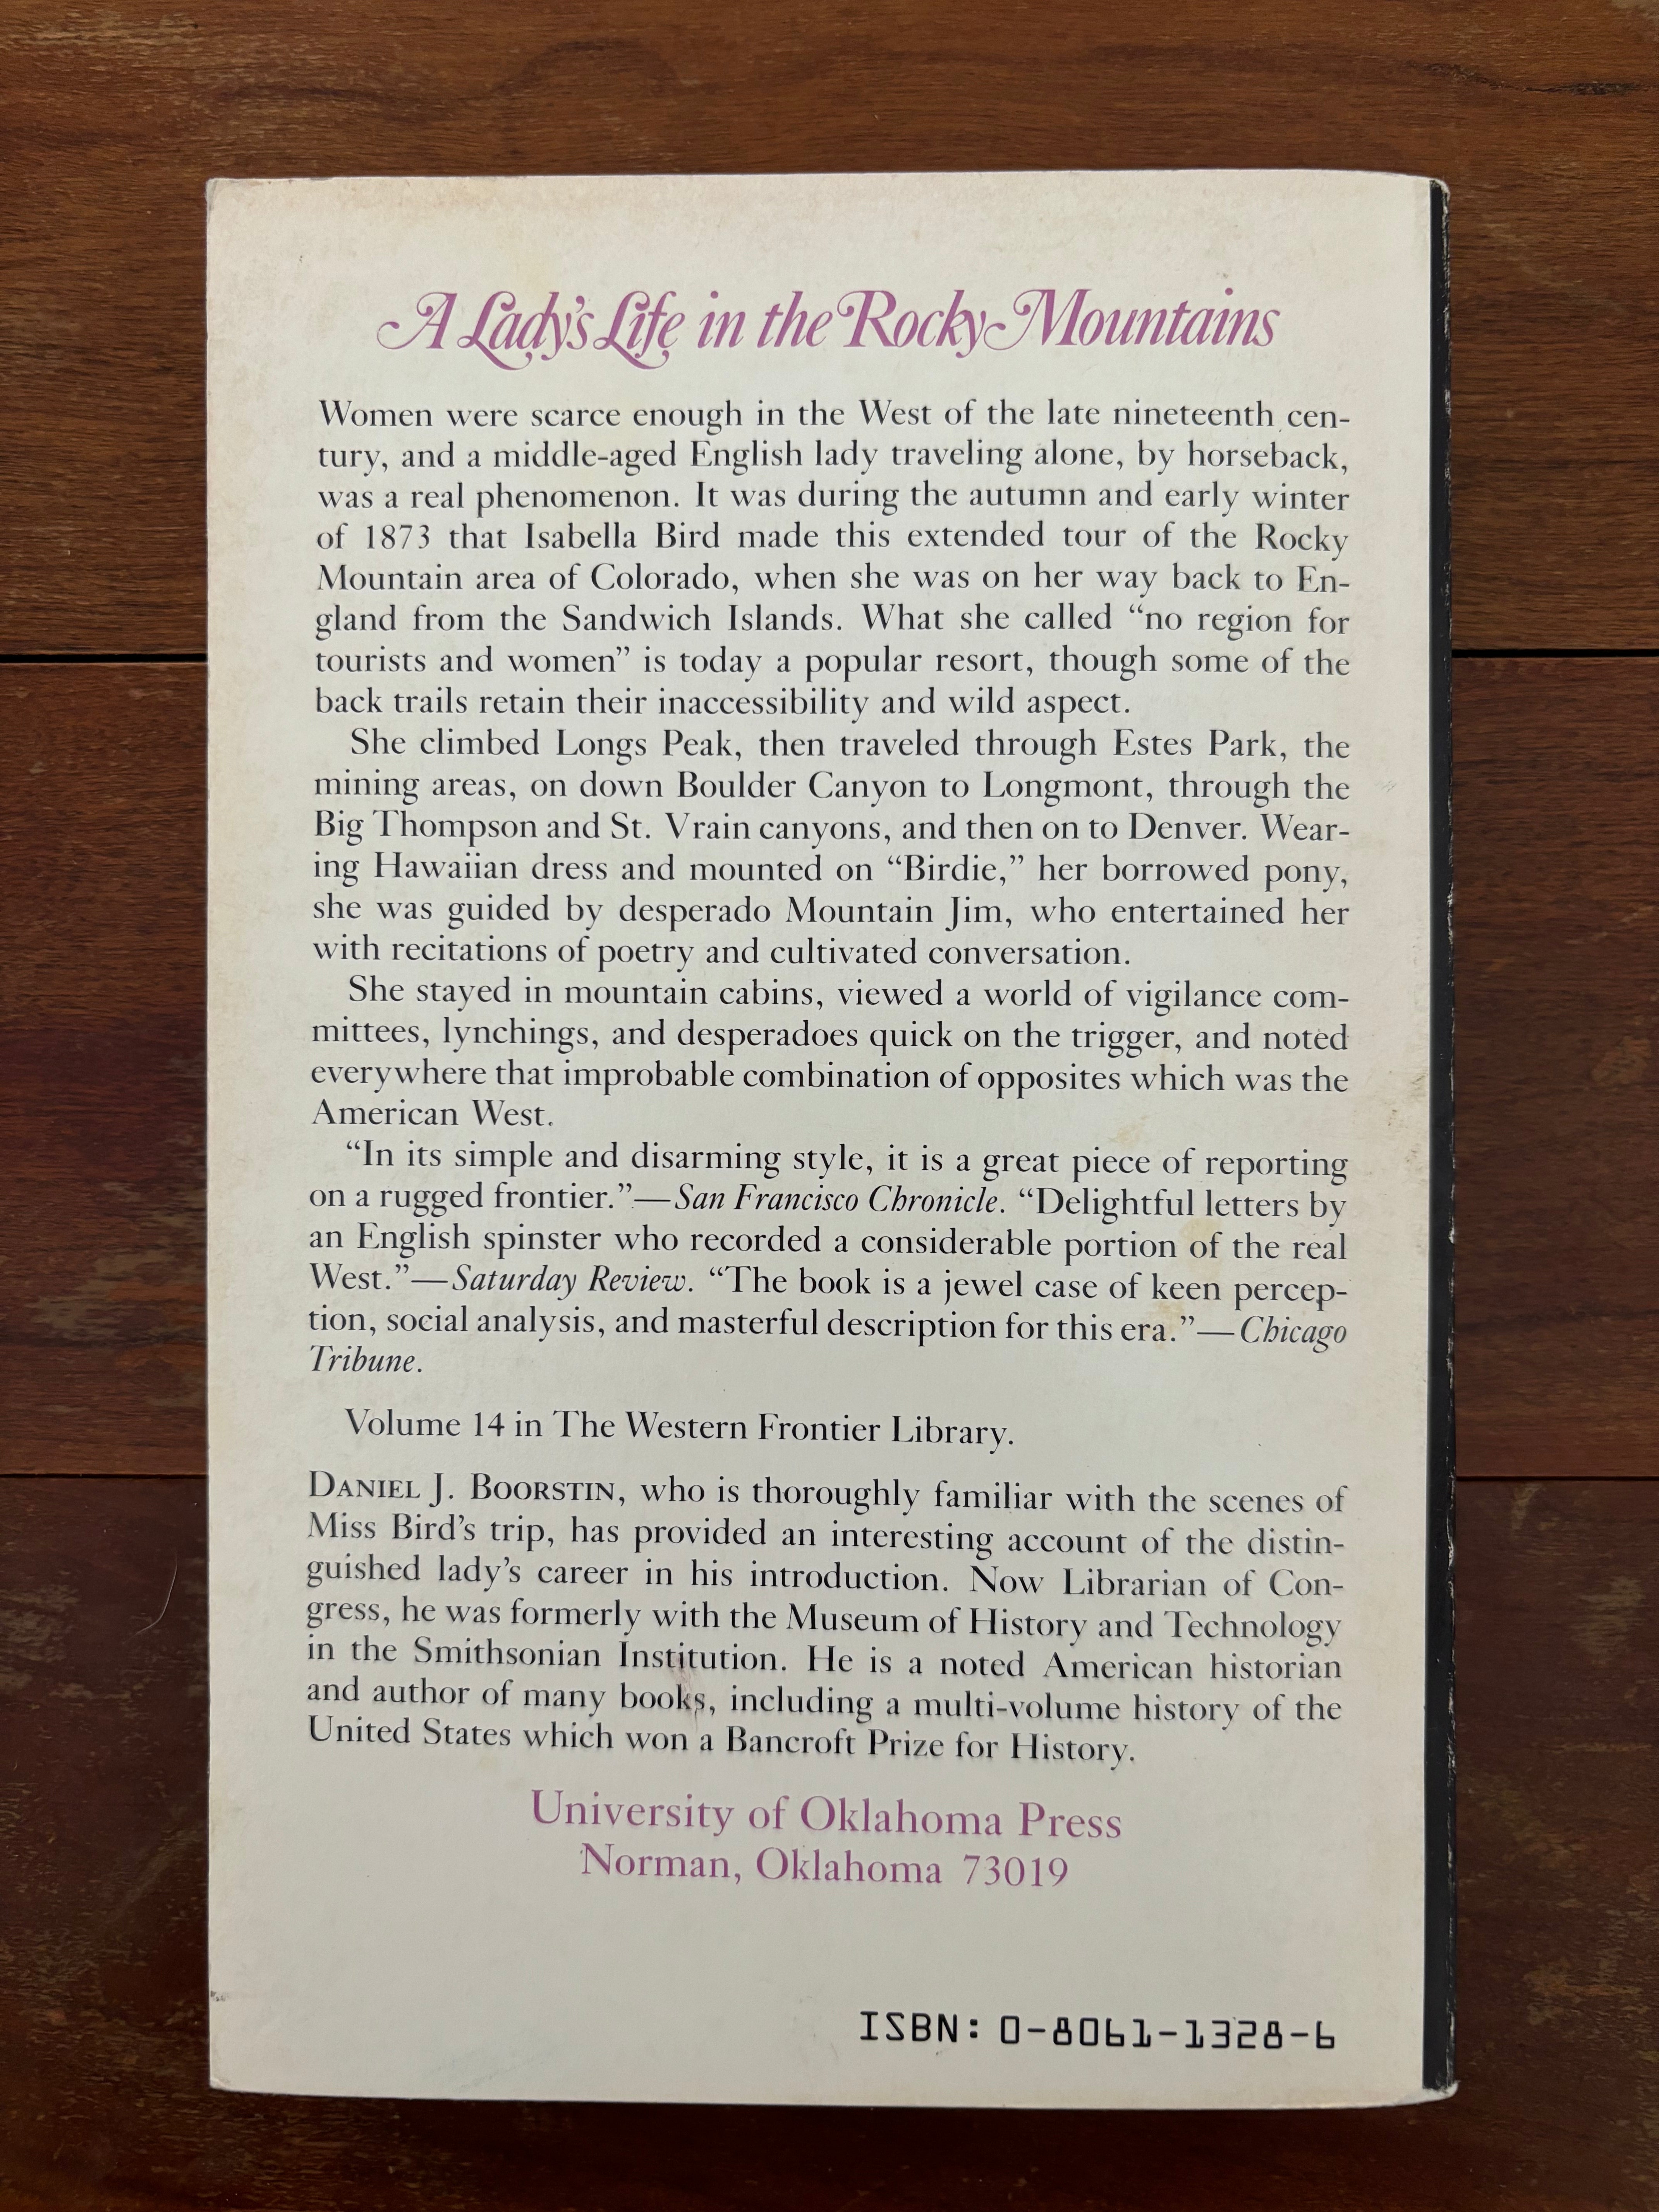 A Lady's Life in the Rocky Mountains
Women were scarce enough in the West of the late nineteenth cen-
tury, and a middle-aged English lady traveling alone, by horseback,
was a real phenomenon. It was during the autumn and early winter
of 1873 that Isabella Bird made this extended tour of the Rocky
Mountain area of Colorado, when she was on her way back to En-
gland from the Sandwich Islands. What she called “no region for
tourists and women” is today a popular resort, though some of the
back trails retain their inaccessibility and wild aspect.
She climbed Longs Peak, then traveled through Estes Park, the
mining areas, on down Boulder Canyon to Longmont, through the
Big Thompson and St. Vrain canyons, and then on to Denver. Wear-
ing Hawaiian dress and mounted on “Birdie,” her borrowed pony,
she was guided by desperado Mountain Jim, who entertained her
with recitations of poetry and cultivated conversation.
She stayed in mountain cabins, viewed a world of vigilance com-
mittees, lynchings, and desperadoes quick on the trigger, and noted
everywhere that improbable combination of opposites which was the
American West.
“In its simple and disarming style, it is a great piece of reporting
on a rugged frontier.”—San Francisco Chronicle. “Delightful letters by
an English spinster who recorded a considerable portion of the real
West.”—Saturday Review. “The book is a jewel case of keen percep-
tion, social analysis, and masterful description for this era.”—Chicago
Tribune.
Volume 14 in The Western Frontier Library.
DANIEL J. BOORSTIN, who is thoroughly familiar with the scenes of
Miss Bird's trip, has provided an interesting account of the distin-
guished lady's career in his introduction. Now Librarian of Con-
gress, he was formerly with the Museum of History and Technology
in the Smithsonian Institution. He is a noted American historian
and author of many books, including a multi-volume history of the
United States which won a Bancroft Prize for History.
University of Oklahoma Press
Norman, Oklahoma 73019
ISBN: 0-8061-1328-6